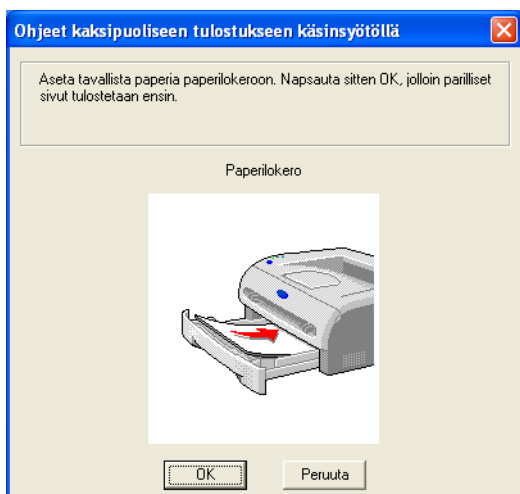 Ohjeet kaksipuoliseen tulostukseen käsinsyötöllä
Aseta tavallista paperia paperilokeroon. Napsauta sitten OK, jolloin parilliset
sivut tulostetaan ensin.
Paperilokero
OK
Peruuta